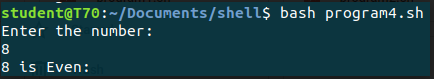 student@T70:~/Documents/shell$ bash program4.sh
Enter the number:
8
8 is Even: